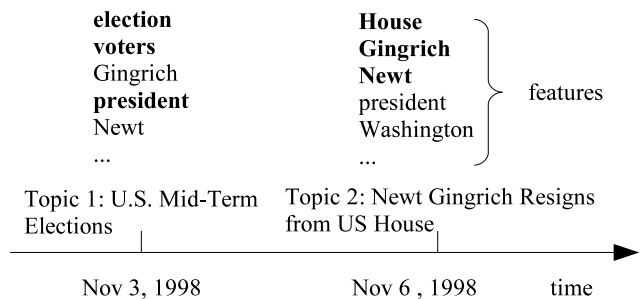 election
voters
Gingrich
president
Newt
...
House
Gingrich
Newt
president
Washington
...
features
Topic 1: U.S. Mid-Term
Elections
Topic 2: Newt Gingrich Resigns
from US House
Nov 3, 1998
Nov 6 , 1998
time